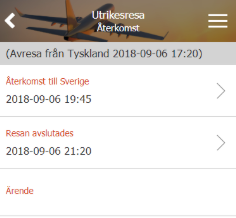 Utrikesresa
Återkomst
(Avresa från Tyskland 2018-09-06 17:20)
Återkomst till Sverige
2018-09-06 19:45
Resan avslutades
2018-09-06 21:20
Ärende